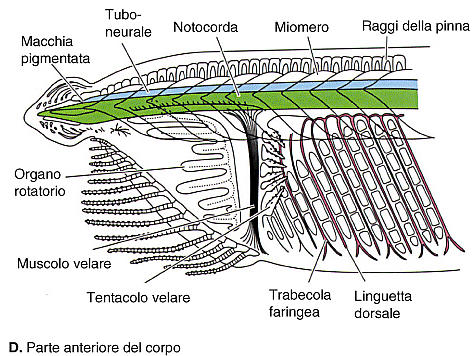 Tubo-
neurale
Notocorda
Miomero
Raggi della pinna
Macchia
pigmentata
Organo
rotatorio
Muscolo velare
Tentacolo velare
Trabecola
faringea
Linguetta
dorsale
D. Parte anteriore del corpo